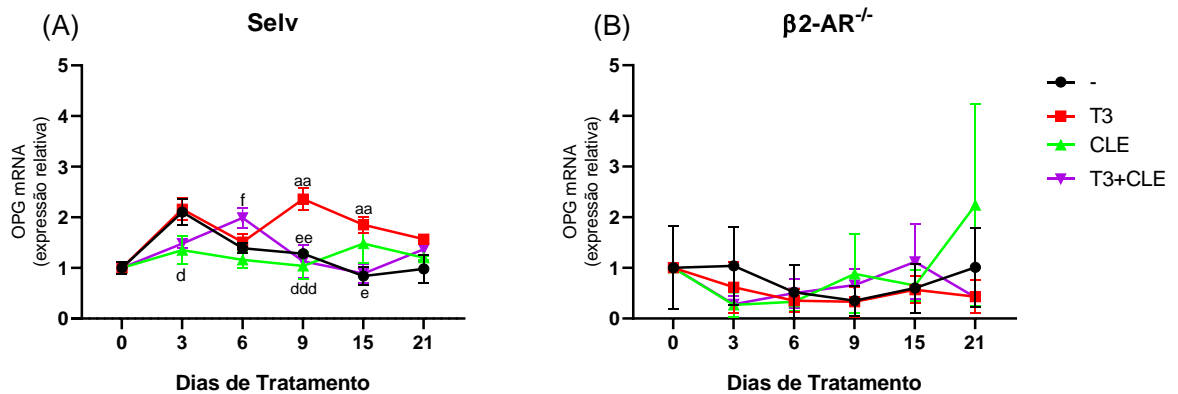 (A)
Selv
OPG mRNA
(expressão relativa)
5
4
3
2
1
0
aa
f
aa
ee
d
ddd
e
0 3 6 9 15 21
Dias de Tratamento
(B)
β2-AR-/-
OPG mRNA
(expressão relativa)
5
4
3
2
1
0
0 3 6 9 15 21
Dias de Tratamento
-
T3
CLE
T3+CLE